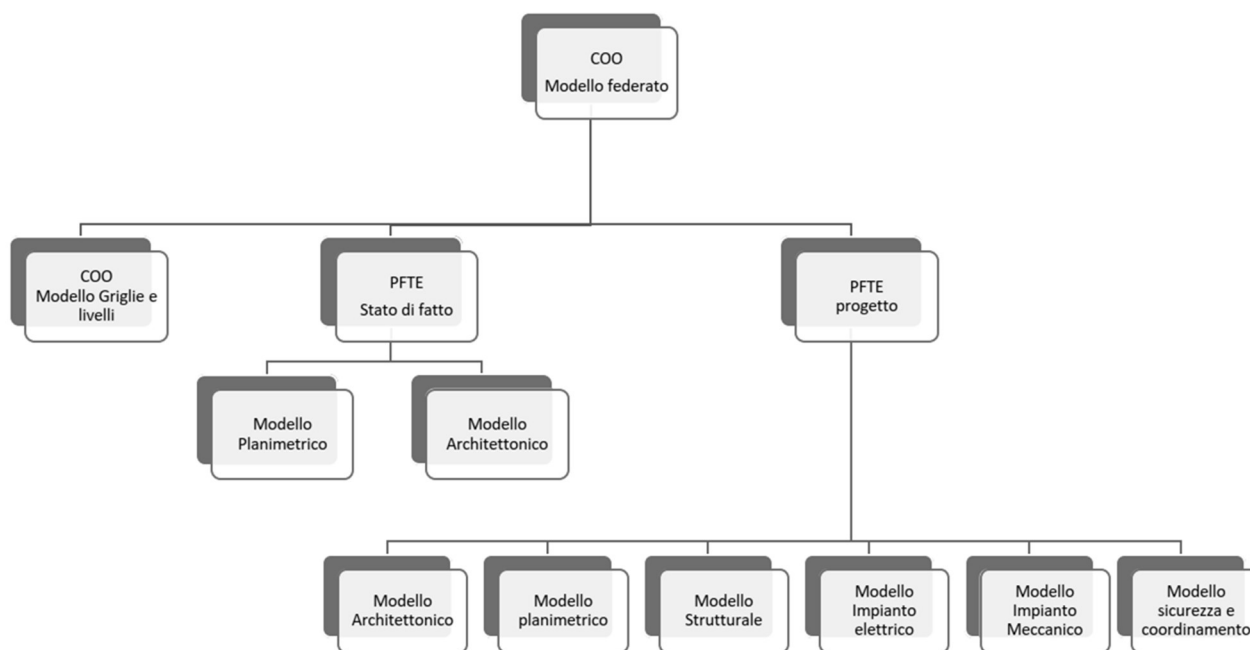 COO
Modello federato
COO
Modello Griglie e
livelli
PFTE
Stato di fatto
PFTE
progetto
Modello
Planimetrico
Modello
Architettonico
Modello
Architettonico
Modello
planimetrico
Modello
Strutturale
Modello
Impianto
elettrico
Modello
Impianto
Meccanico
Modello
sicurezza e
coordinamento